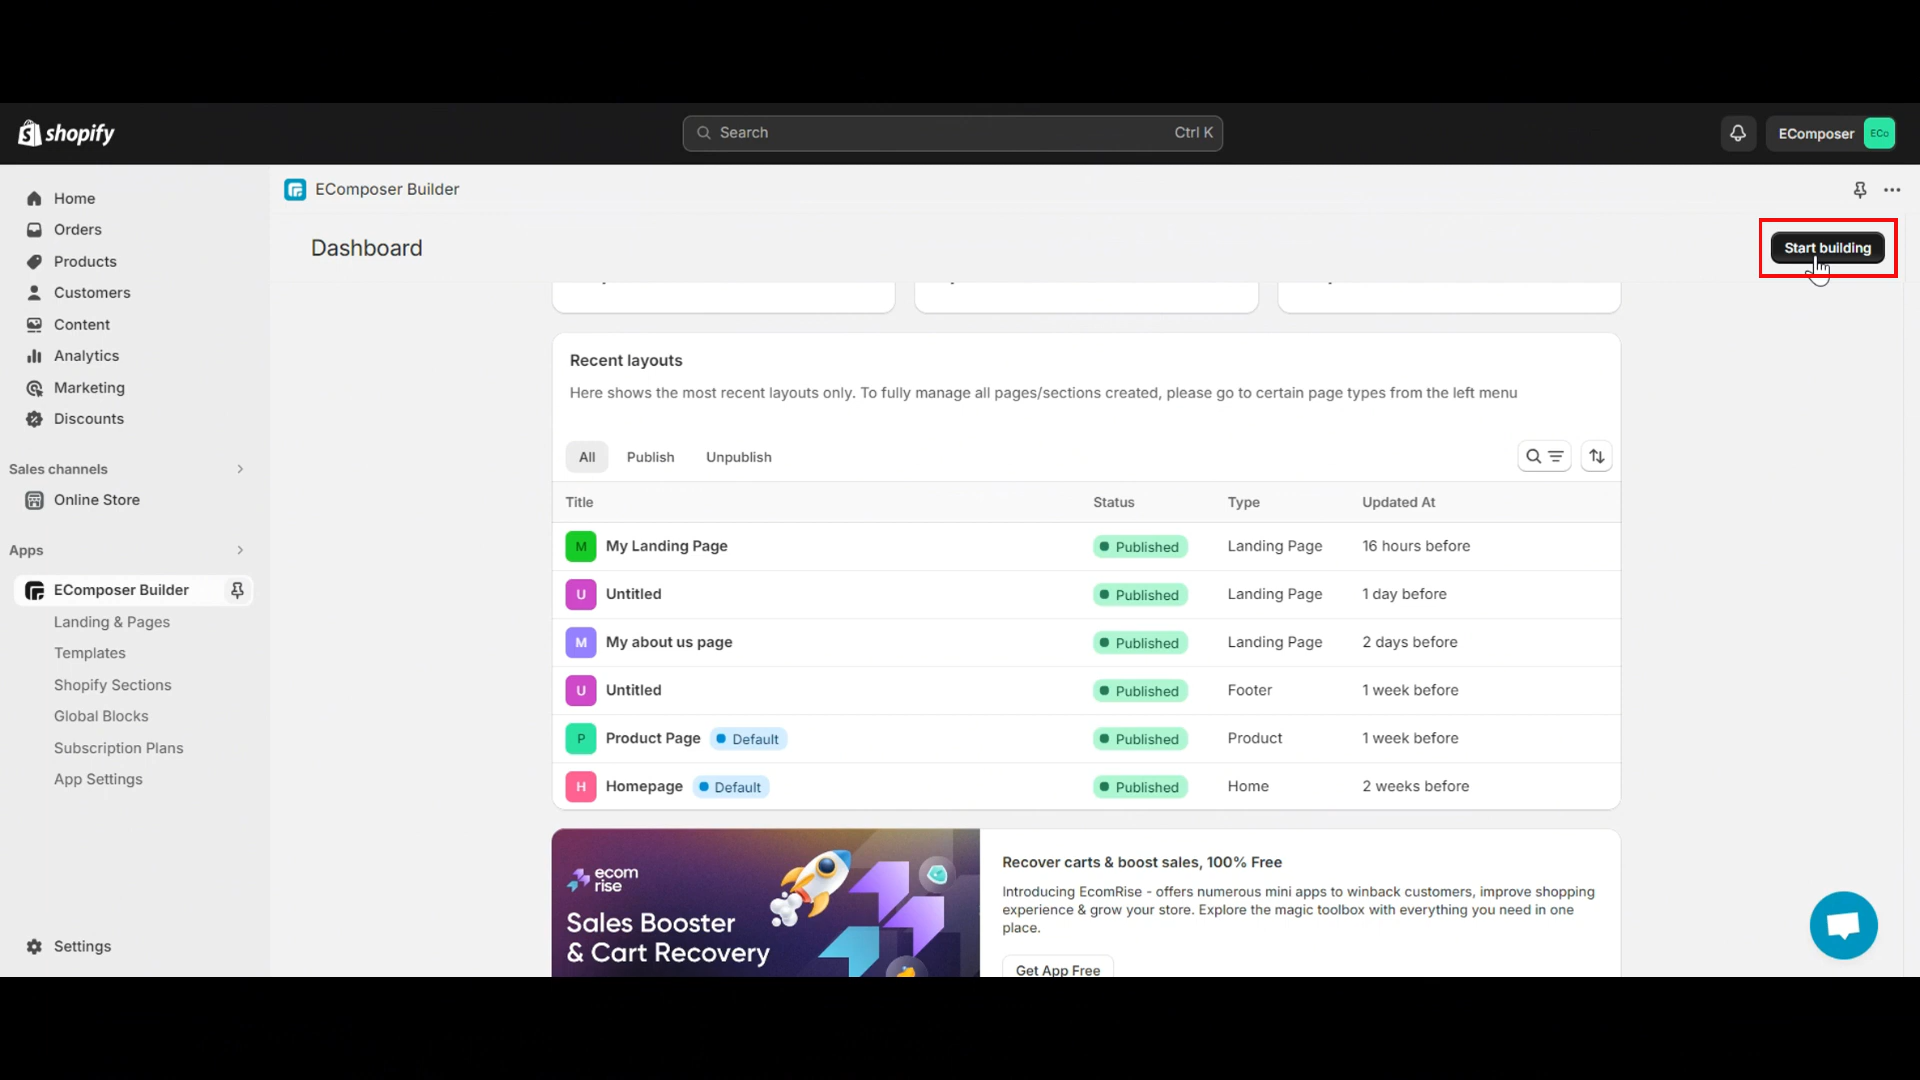 shopify
Search
Ctrl K
EComposer
ECo
Home
Orders
Products
Customers
Content
Analytics
Marketing
Discounts
Sales channels
Online Store
Apps
EComposer Builder
Landing & Pages
Templates
Shopify Sections
Global Blocks
Subscription Plans
App Settings
Settings
EComposer Builder
Dashboard
Start building
Recent layouts
Here shows the most recent layouts only. To fully manage all pages/sections created, please go to certain page types from the left menu
All Publish Unpublish
Title Status Type Updated At
M My Landing Page Published Landing Page 16 hours before
U Untitled Published Landing Page 1 day before
M My about us page Published Landing Page 2 days before
U Untitled Published Footer 1 week before
P Product Page Default Published Product 1 week before
H Homepage Default Published Home 2 weeks before
ecom
rise
Sales Booster
& Cart Recovery
Recover carts & boost sales, 100% Free
Introducing EcomRise - offers numerous mini apps to winback customers, improve shopping
experience & grow your store. Explore the magic toolbox with everything you need in one
place.
Get App Free